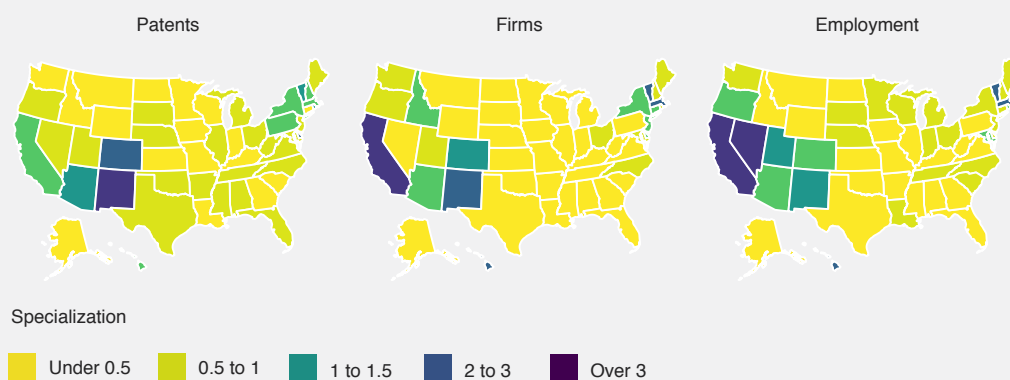 Patents
Firms
Employment
Specialization
Under 0.5
0.5 to 1
1 to 1.5
2 to 3
Over 3